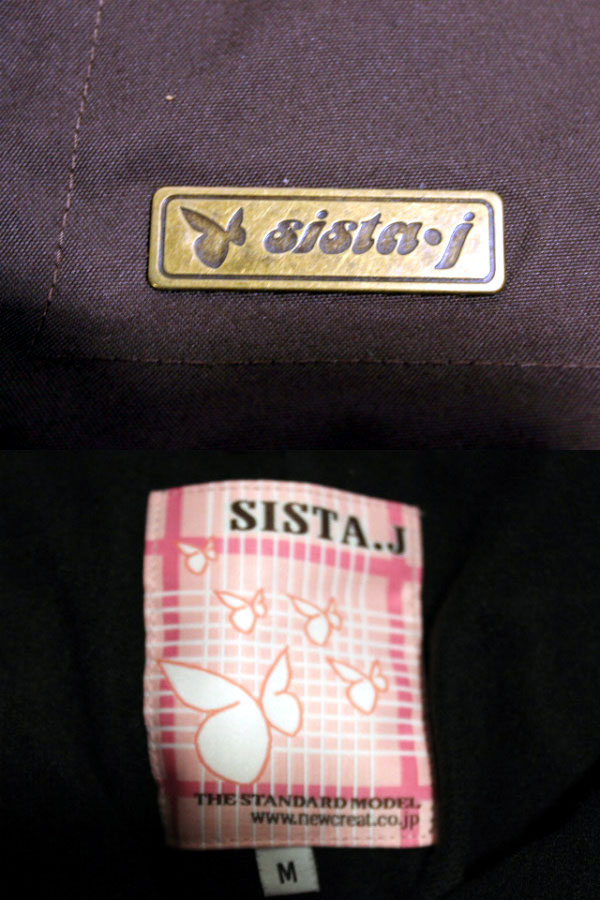 sista·j
SISTA.J
THE STANDARD MODEL
www.newcreat.co.jp
M